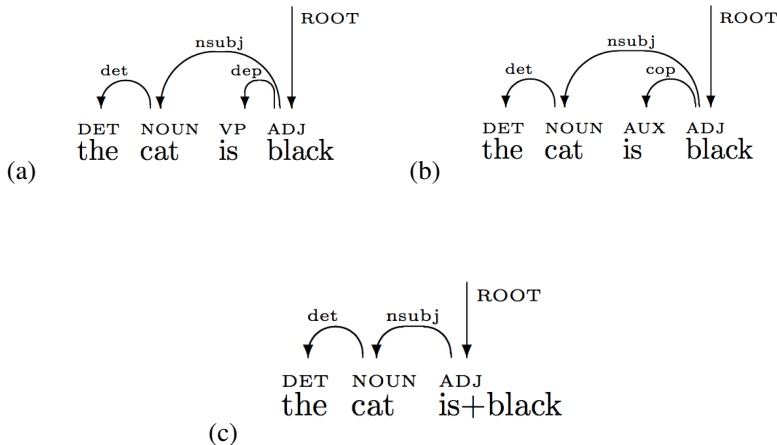 ROOT
nsubj
det dep
DET NOUN VP ADJ
the cat is black
(a)
ROOT
nsubj
det cop
DET NOUN AUX ADJ
the cat is black
(b)
ROOT
det nsubj
DET NOUN ADJ
the cat is+black
(c)